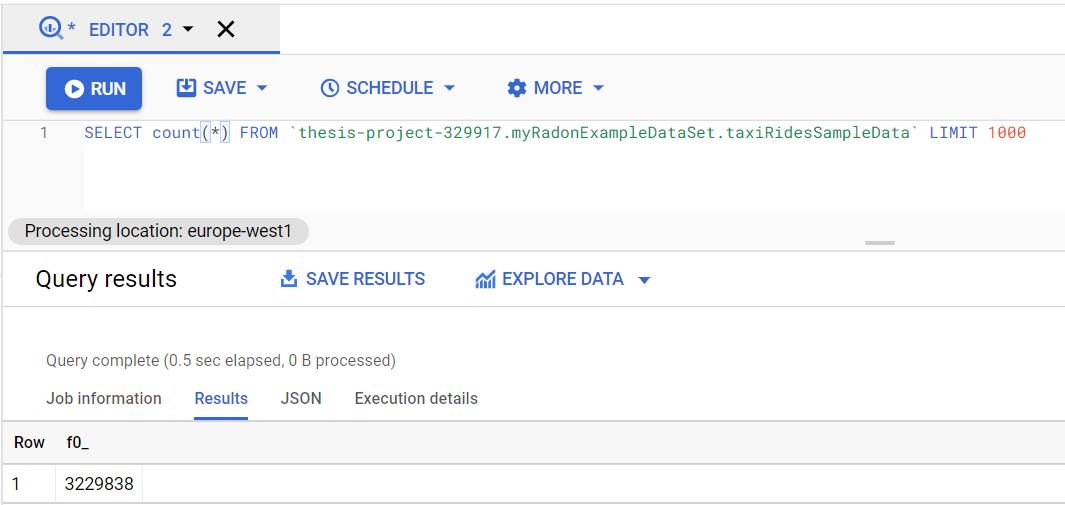 * EDITOR 2
RUN SAVE SCHEDULE MORE
1 SELECT count(*) FROM `thesis-project-329917.myRadonExampleDataSet.taxiRidesSampleData` LIMIT 1000
Processing location: europe-west1
Query results SAVE RESULTS EXPLORE DATA
Query complete (0.5 sec elapsed, 0 B processed)
Job information Results JSON Execution details
Row f0_
1 3229838